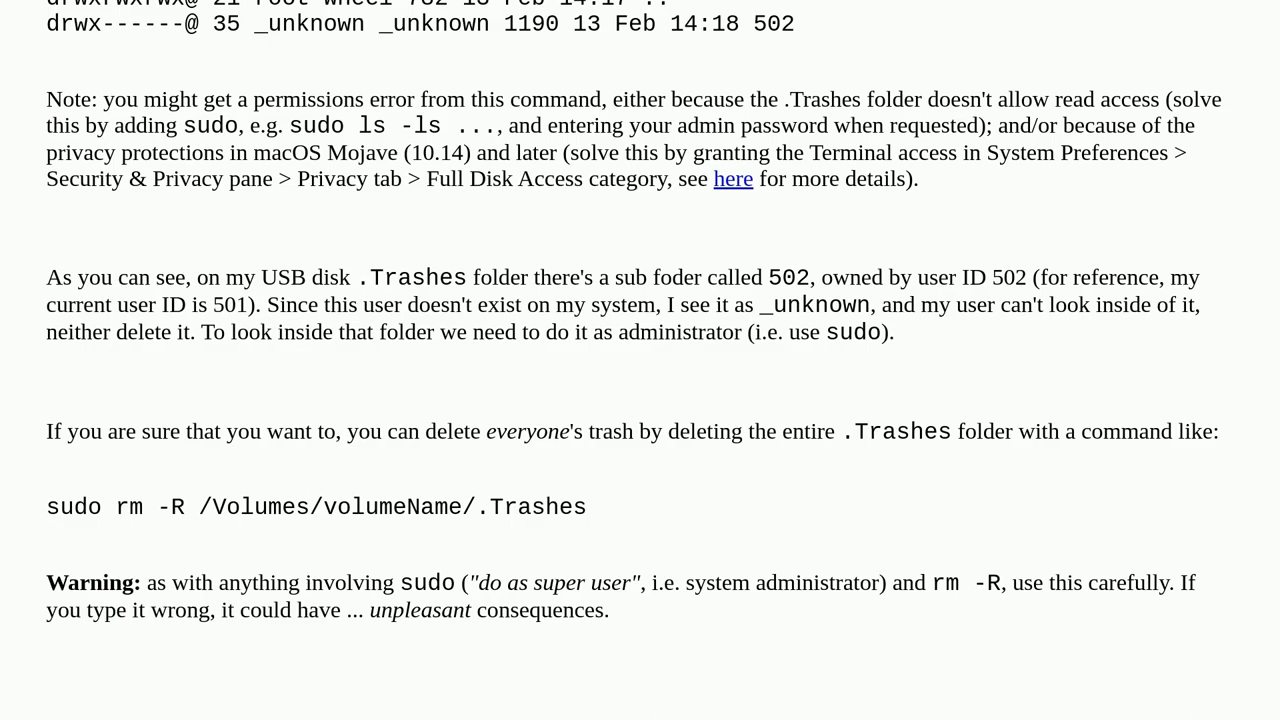 drwxrwxrwx@ 21 root wheel 782 13 Feb 14:17 ..
drwx------@ 35 _unknown _unknown 1190 13 Feb 14:18 502
Note: you might get a permissions error from this command, either because the .Trashes folder doesn't allow read access (solve
this by adding sudo, e.g. sudo ls -ls ..., and entering your admin password when requested); and/or because of the
privacy protections in macOS Mojave (10.14) and later (solve this by granting the Terminal access in System Preferences >
Security & Privacy pane > Privacy tab > Full Disk Access category, see here for more details).
As you can see, on my USB disk .Trashes folder there's a sub foder called 502, owned by user ID 502 (for reference, my
current user ID is 501). Since this user doesn't exist on my system, I see it as _unknown, and my user can't look inside of it,
neither delete it. To look inside that folder we need to do it as administrator (i.e. use sudo).
If you are sure that you want to, you can delete everyone's trash by deleting the entire .Trashes folder with a command like:
sudo rm -R /Volumes/volumeName/.Trashes
Warning: as with anything involving sudo ("do as super user", i.e. system administrator) and rm -R, use this carefully. If
you type it wrong, it could have ... unpleasant consequences.